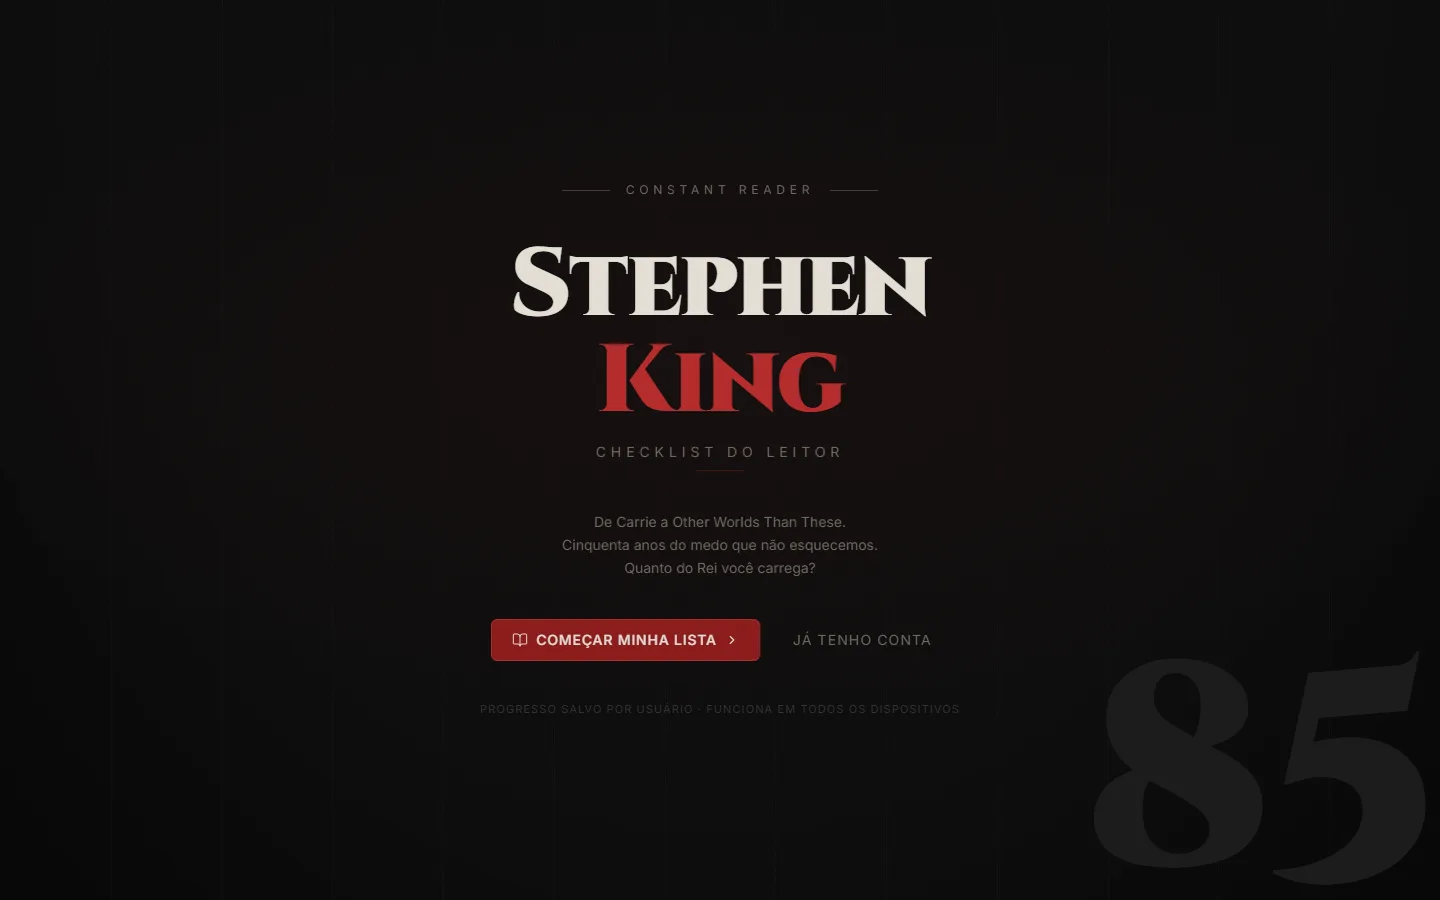 CONSTANT READER
STEPHEN
KING
CHECKLIST DO LEITOR
De Carrie a Other Worlds Than These.
Cinquenta anos do medo que não esquecemos.
Quanto do Rei você carrega?
COMEÇAR MINHA LISTA
JÁ TENHO CONTA
PROGRESSO SALVO POR USUÁRIO · FUNCIONA EM TODOS OS DISPOSITIVOS
85